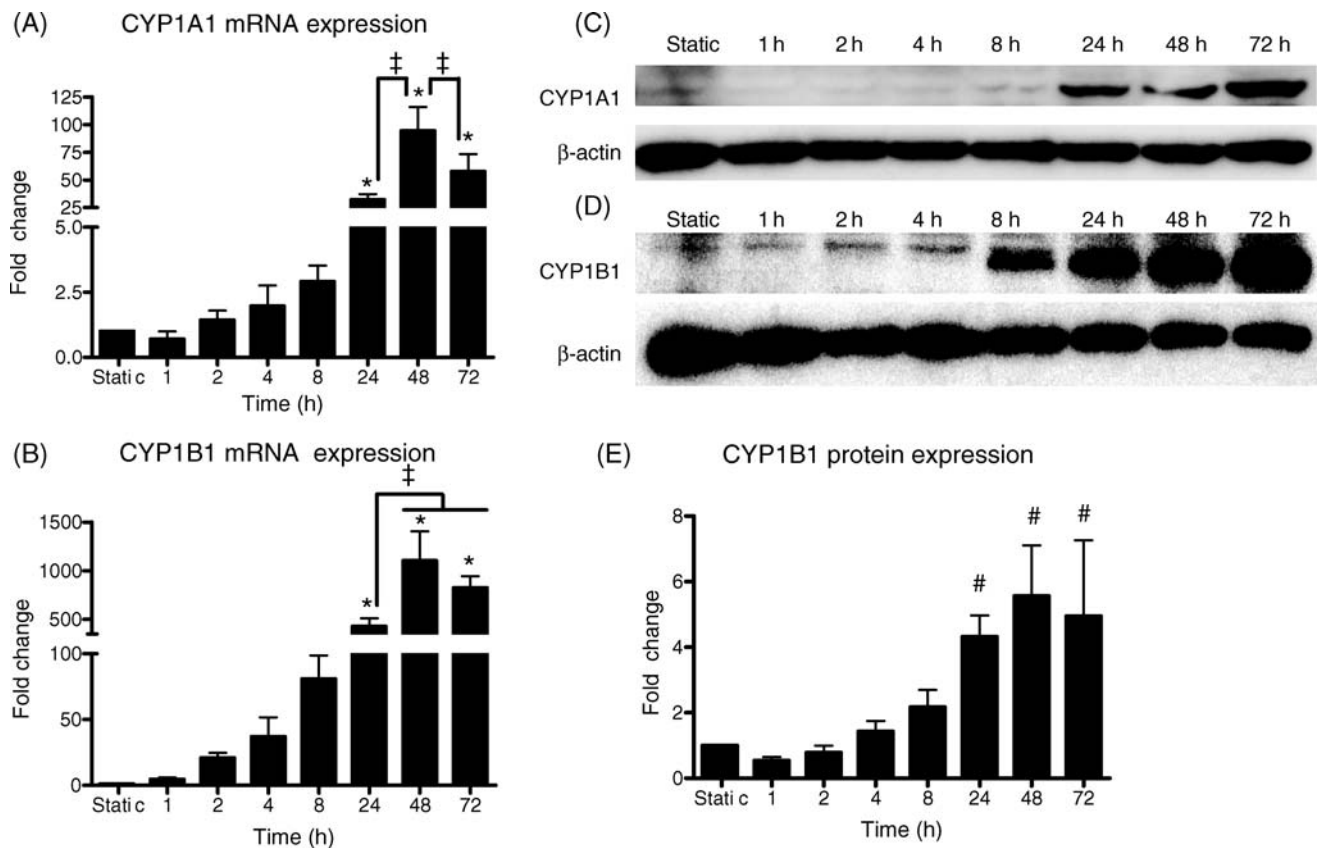 (A) CYP1A1 mRNA expression
‡ ‡
* * *
125
100
75
50
25
5.0
2.5
0.0
Fold change
Static 1 2 4 8 24 48 72
Time (h)
(B) CYP1B1 mRNA expression
‡
* * *
1500
1000
500
100
50
0
Fold change
Static 1 2 4 8 24 48 72
Time (h)
(C)
Static 1 h 2 h 4 h 8 h 24 h 48 h 72 h
CYP1A1
β-actin
(D)
Static 1 h 2 h 4 h 8 h 24 h 48 h 72 h
CYP1B1
β-actin
(E) CYP1B1 protein expression
# # #
8
6
4
2
0
Fold change
Static 1 2 4 8 24 48 72
Time (h)